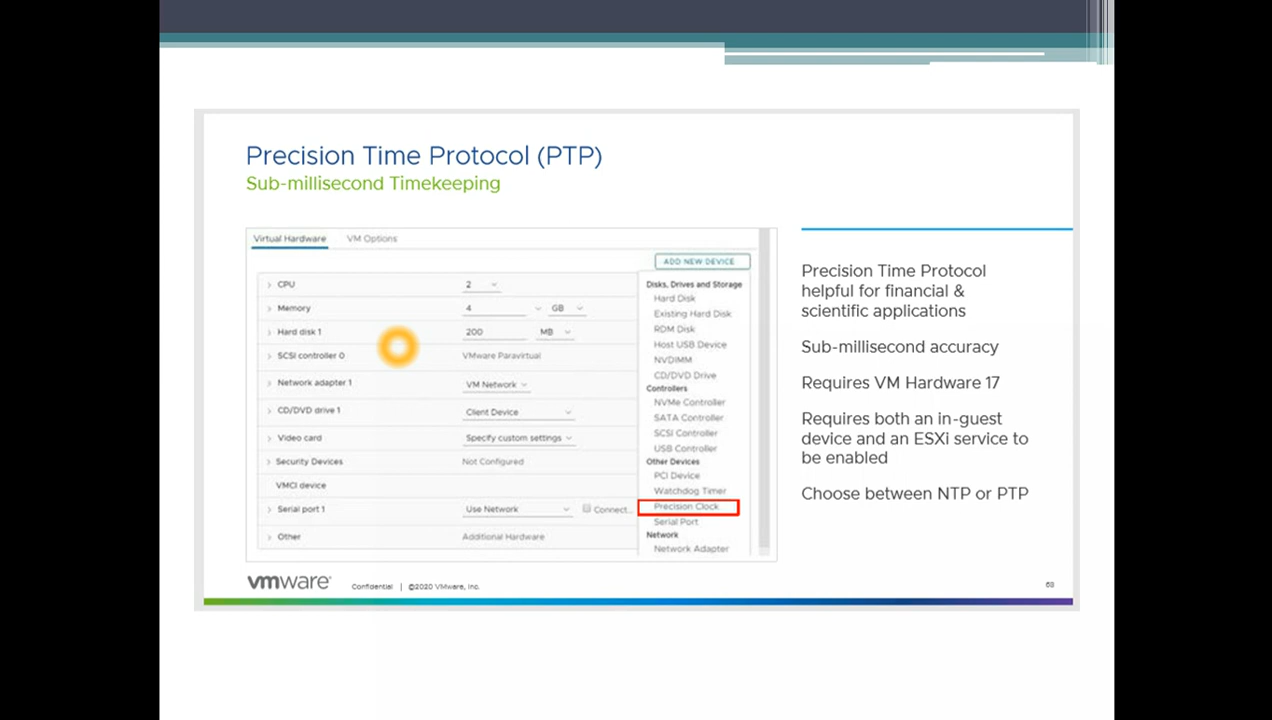 Precision Time Protocol (PTP)
Sub-millisecond Timekeeping
Virtual Hardware VM Options
ADD NEW DEVICE
CPU 2
Memory 4 GB
Hard disk 1 200 MB
SCSI controller 0 VMware Paravirtual
Network adapter 1 VM Network
CD/DVD drive 1 Client Device
Video card Specify custom settings
Security Devices Not Configured
VMCI device
Serial port 1 Use Network Connect...
Other Additional Hardware
Disks, Drives and Storage
Hard Disk
Existing Hard Disk
RDM Disk
Host USB Device
NVDIMM
CD/DVD Drive
Controllers
NVMe Controller
SATA Controller
SCSI Controller
USB Controller
Other Devices
PCI Device
Watchdog Timer
Precision Clock
Serial Port
Network
Network Adapter
Precision Time Protocol
helpful for financial &
scientific applications
Sub-millisecond accuracy
Requires VM Hardware 17
Requires both an in-guest
device and an ESXi service to
be enabled
Choose between NTP or PTP
vmware® Confidential | ©2020 VMware, Inc. 63